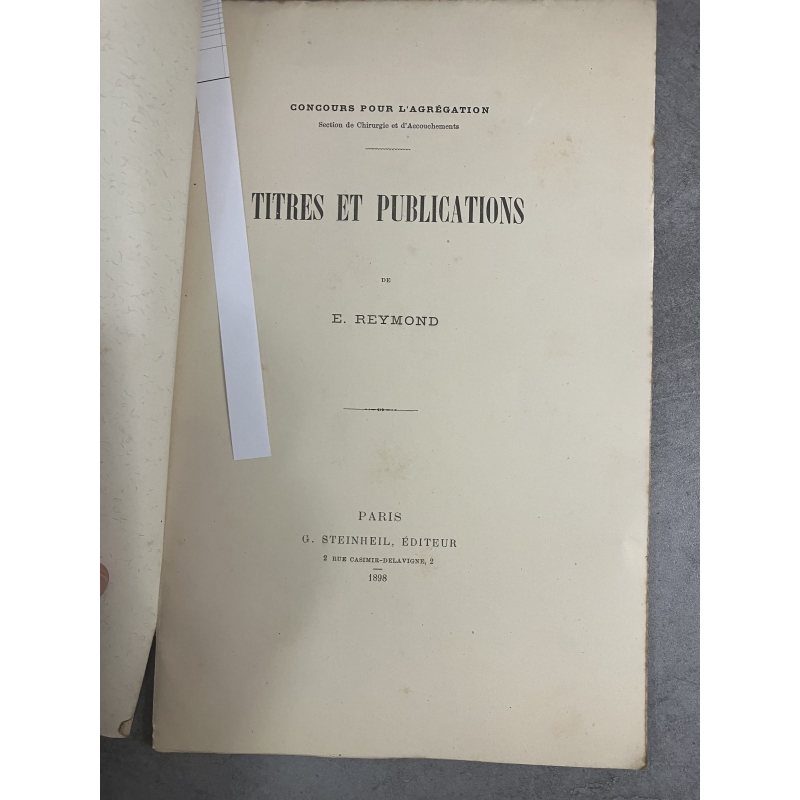 CONCOURS POUR L'AGRÉGATION
Section de Chirurgie et d'Accouchements
TITRES ET PUBLICATIONS
DE
E. REYMOND
PARIS
G. STEINHEIL, ÉDITEUR
2 RUE CASIMIR-DELAVIGNE, 2
1898